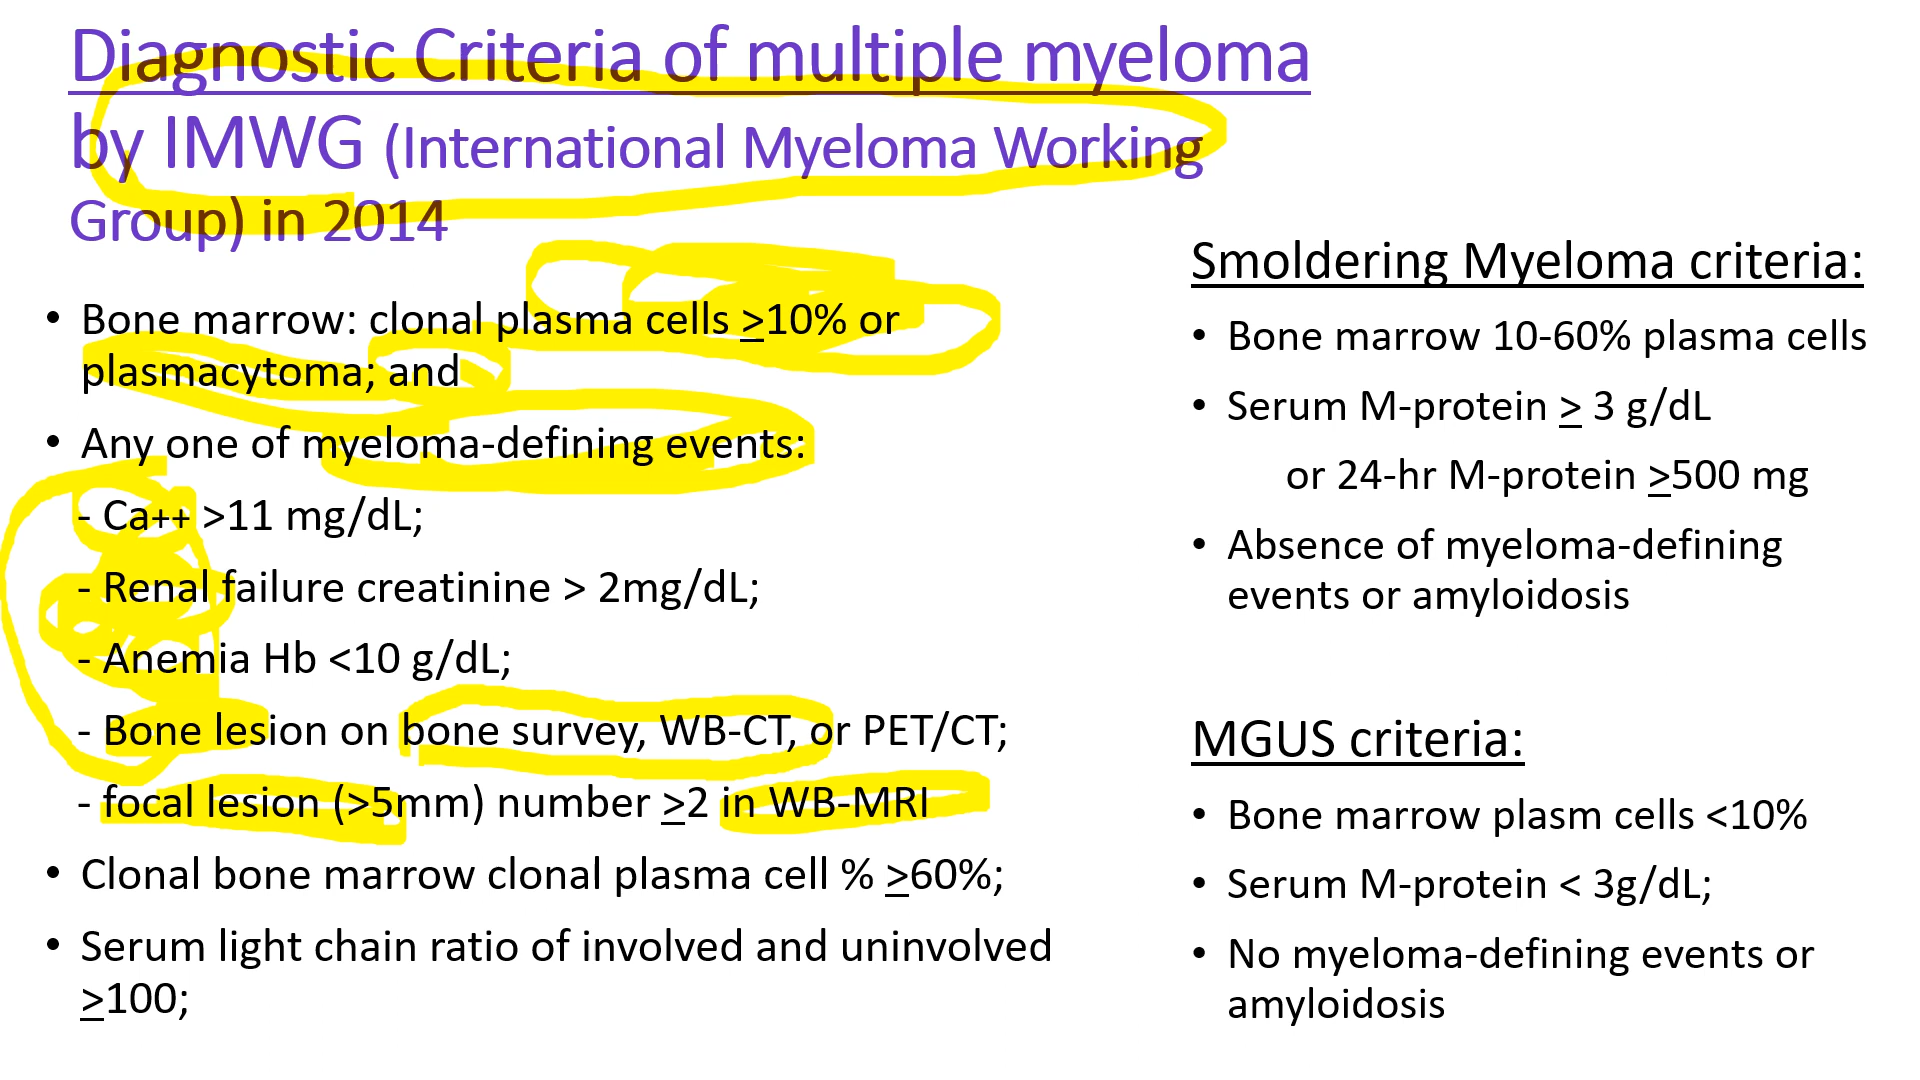 Diagnostic Criteria of multiple myeloma
by IMWG (International Myeloma Working
Group) in 2014
• Bone marrow: clonal plasma cells ≥10% or
plasmacytoma; and
• Any one of myeloma-defining events:
- Ca++ >11 mg/dL;
- Renal failure creatinine > 2mg/dL;
- Anemia Hb <10 g/dL;
- Bone lesion on bone survey, WB-CT, or PET/CT;
- focal lesion (>5mm) number ≥2 in WB-MRI
• Clonal bone marrow clonal plasma cell % ≥60%;
• Serum light chain ratio of involved and uninvolved
≥100;
Smoldering Myeloma criteria:
• Bone marrow 10-60% plasma cells
• Serum M-protein ≥ 3 g/dL
or 24-hr M-protein ≥500 mg
• Absence of myeloma-defining
events or amyloidosis
MGUS criteria:
• Bone marrow plasm cells <10%
• Serum M-protein < 3g/dL;
• No myeloma-defining events or
amyloidosis